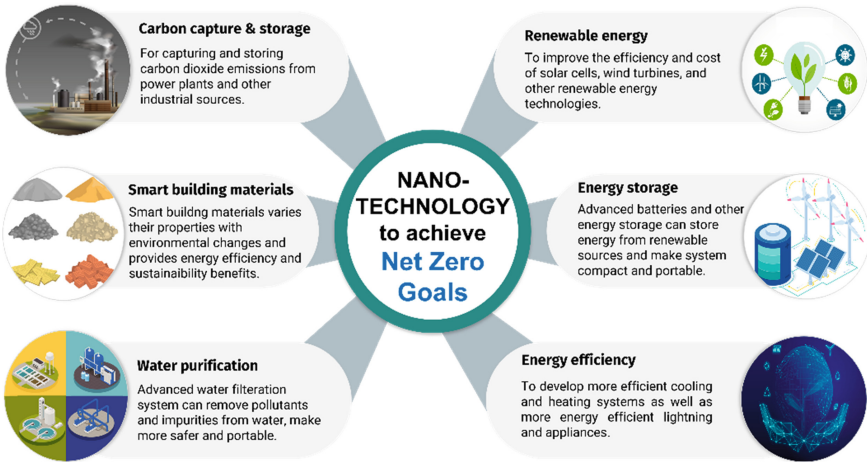 Carbon capture & storage
For capturing and storing
carbon dioxide emissions from
power plants and other
industrial sources.
Renewable energy
To improve the efficiency and cost
of solar cells, wind turbines, and
other renewable energy
technologies.
NANO-
TECHNOLOGY
to achieve
Net Zero
Goals
Smart building materials
Smart buildng materials varies
their properties with
environmental changes and
provides energy efficiency and
sustainaibility benefits.
Energy storage
Advanced batteries and other
energy storage can store
energy from renewable
sources and make system
compact and portable.
Water purification
Advanced water filteration
system can remove pollutants
and impurities from water, make
more safer and portable.
Energy efficiency
To develop more efficient cooling
and heating systems as well as
more energy efficient lightning
and appliances.